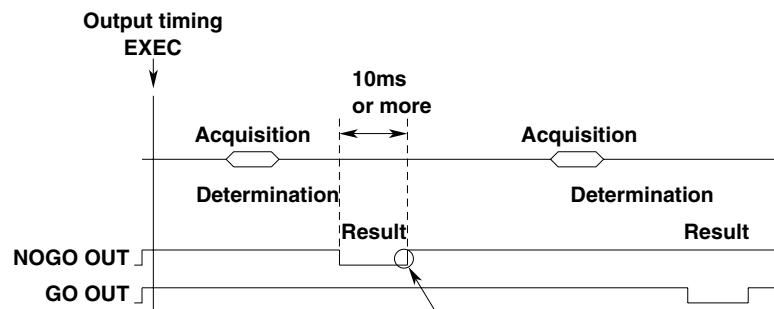 Output timing
EXEC
10ms
or more
Acquisition
Acquisition
Determination
Determination
Result
Result
NOGO OUT
GO OUT